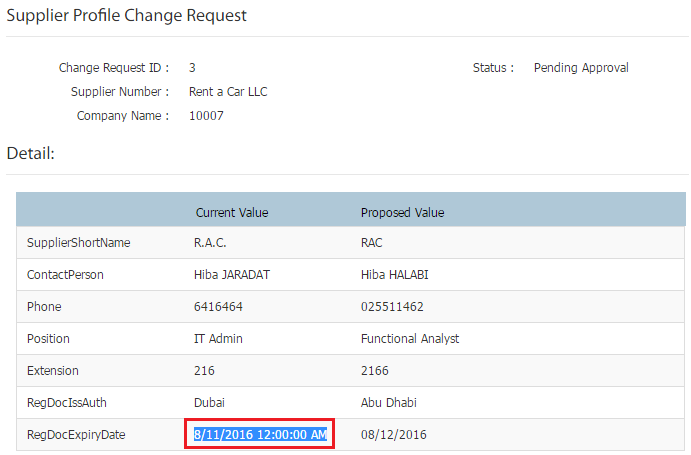 Supplier Profile Change Request
Change Request ID : 3 Status : Pending Approval
Supplier Number : Rent a Car LLC
Company Name : 10007
Detail:
Current Value Proposed Value
SupplierShortName R.A.C. RAC
ContactPerson Hiba JARADAT Hiba HALABI
Phone 6416464 025511462
Position IT Admin Functional Analyst
Extension 216 2166
RegDocIssAuth Dubai Abu Dhabi
RegDocExpiryDate 8/11/2016 12:00:00 AM 08/12/2016